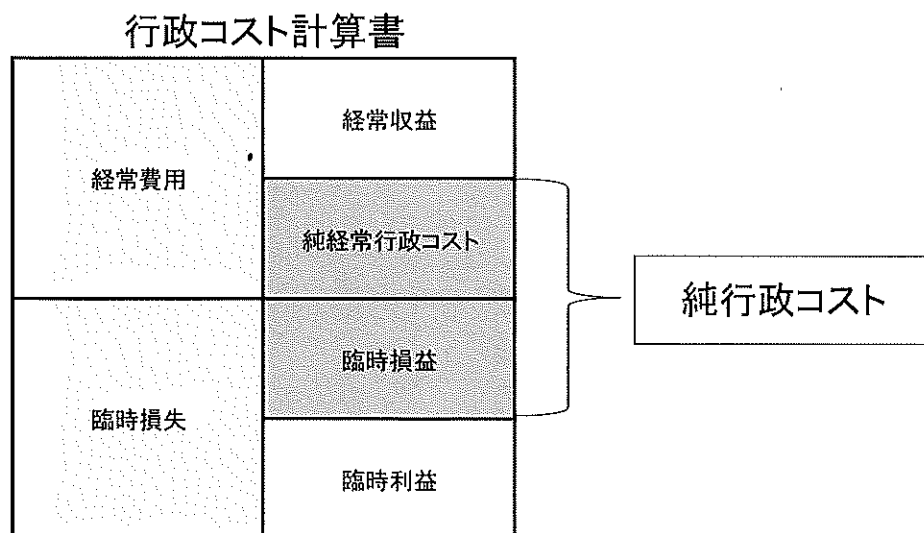 行政コスト計算書
経常費用
経常収益
純経常行政コスト
臨時損失
臨時損益
臨時利益
純行政コスト